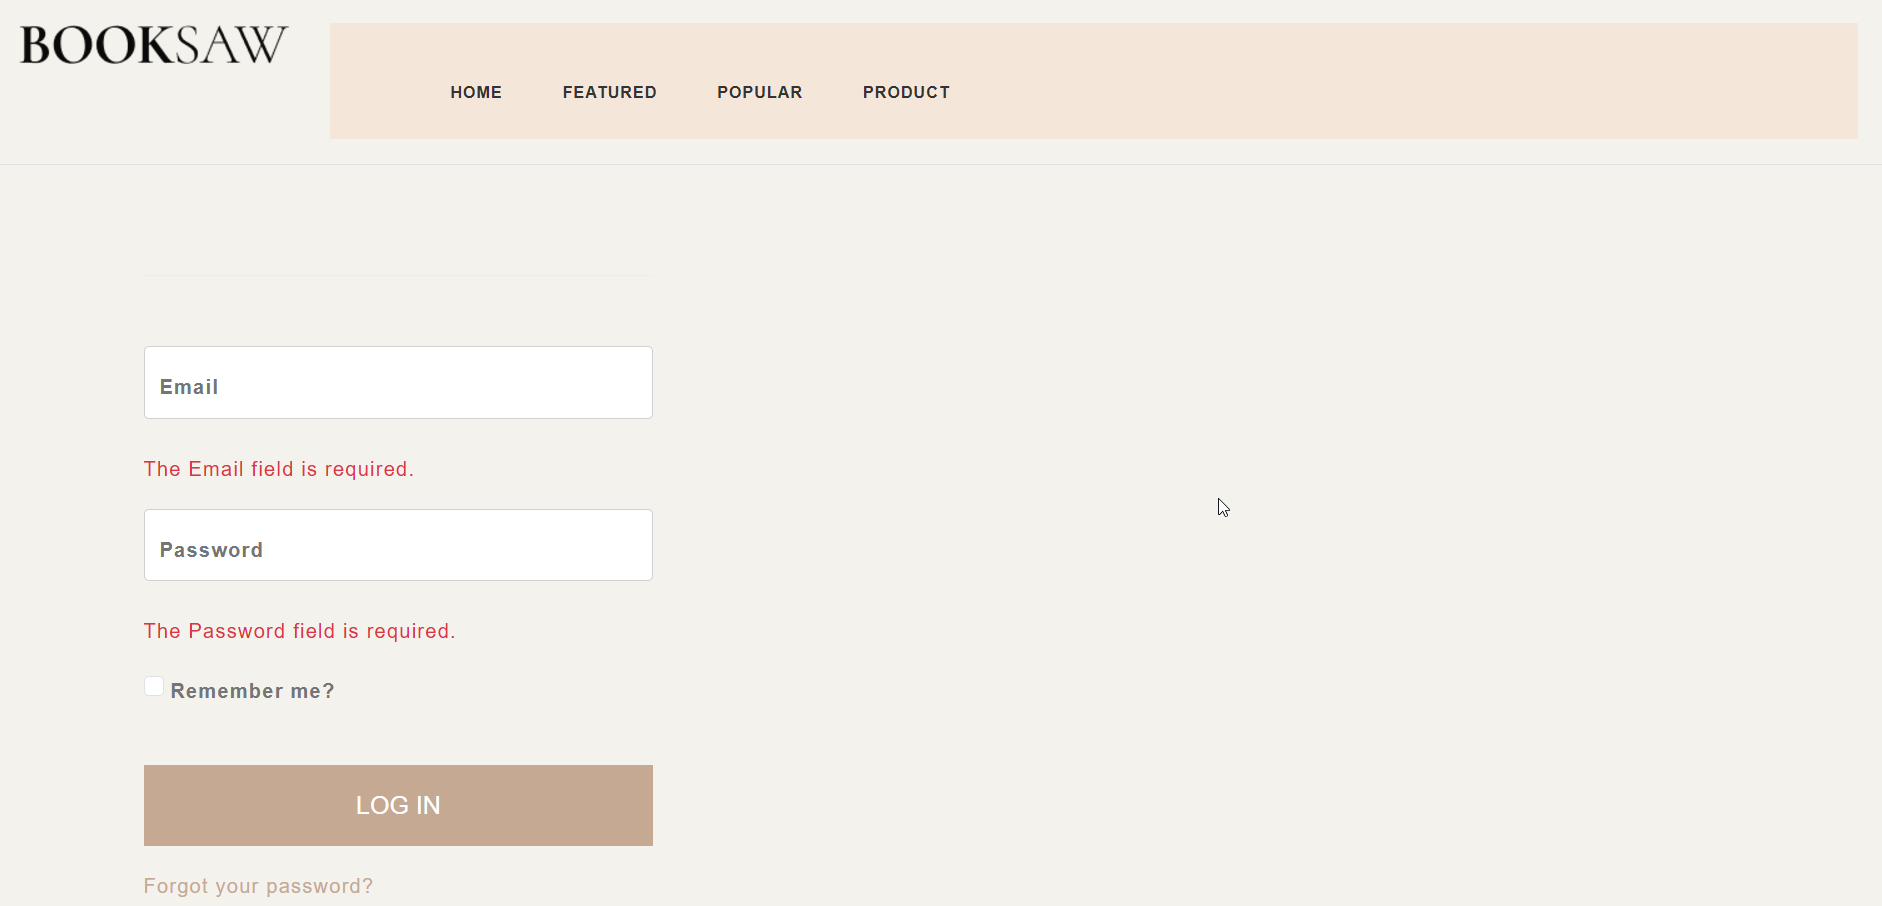 BOOKSAW
HOME FEATURED POPULAR PRODUCT
Email
The Email field is required.
Password
The Password field is required.
Remember me?
LOG IN
Forgot your password?